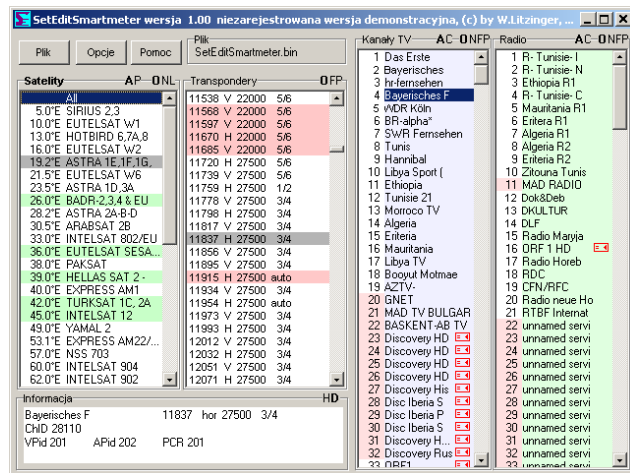 SetEditSmartmeter wersja 1.00 niezarejestrowana wersja demonstracyjna, (c) by W.Litzinger, ...
Plik
Opcje
Pomoc
Plik
SetEditSmartmeter.bin
Satelity AP ONL
All
5.0°E SIRIUS 2,3
10.0°E EUTELSAT W1
13.0°E HOTBIRD 6,7A,8
16.0°E EUTELSAT W2
19.2°E ASTRA 1E,1F,1G,
21.5°E EUTELSAT W6
23.5°E ASTRA 1D,3A
26.0°E BADR-2,3,4 & EU
28.2°E ASTRA 2A-B-D
30.5°E ARABSAT 2B
33.0°E INTELSAT 802/EU
36.0°E EUTELSAT SESA...
38.0°E PAKSAT
39.0°E HELLAS SAT 2 -
40.0°E EXPRESS AM1
42.0°E TURKSAT 1C, 2A
45.0°E INTELSAT 12
49.0°E YAMAL 2
53.1°E EXPRESS AM22/...
57.0°E NSS 703
60.0°E INTELSAT 904
62.0°E INTELSAT 902
Transpondery OFP
11538 V 22000 5/6
11568 V 22000 5/6
11597 V 22000 5/6
11670 H 22000 5/6
11685 V 22000 5/6
11720 H 27500 5/6
11739 V 27500 5/6
11759 H 27500 1/2
11778 V 27500 3/4
11798 H 27500 3/4
11817 V 27500 3/4
11837 H 27500 3/4
11856 V 27500 3/4
11895 V 27500 3/4
11915 H 27500 auto
11934 V 27500 3/4
11954 H 27500 auto
11973 V 27500 3/4
11993 H 27500 3/4
12012 V 27500 3/4
12032 H 27500 3/4
12051 V 27500 3/4
12071 H 27500 3/4
Kanały TV AC ONFP
1 Das Erste
2 Bayerisches
3 hr-fernsehen
4 Bayerisches F
5 WDR Köln
6 BR-alpha*
7 SWR Fernsehen
8 Tunis
9 Hannibal
10 Libya Sport (
11 Ethiopia
12 Tunisie 21
13 Morroco TV
14 Algeria
15 Eriteria
16 Mauritania
17 Libya TV
18 Booyut Motmae
19 AZTV-
20 GNET
21 MAD TV BULGAR
22 BASKENT-AB TV
23 Discovery HD
24 Discovery HD
25 Discovery HD
26 Discovery HD
27 Discovery His
28 Disc Iberia S
29 Disc Iberia P
30 Disc Iberia S
31 Discovery H...
32 Discovery Rus
33 ORF1
Radio AC ONFP
1 R- Tunisie- I
2 R- Tunisie- N
3 Ethiopia R1
4 R- Tunisie- C
5 Mauritania R1
6 Eritera R1
7 Algeria R1
8 Algeria R2
9 Eriteria R2
10 Zitouna Tunis
11 MAD RADIO
12 Dok&Deb
13 DKULTUR
14 DLF
15 Radio Maryja
16 ORF 1 HD
17 Radio Horeb
18 RDC
19 CFN/RFC
20 Radio neue Ho
21 RTBF Internat
22 unnamed servi
23 unnamed servi
24 unnamed servi
25 unnamed servi
26 unnamed servi
27 unnamed servi
28 unnamed servi
29 unnamed servi
30 unnamed servi
31 unnamed servi
32 unnamed servi
33 unnamed servi
Informacja HD-
Bayerisches F 11837 hor 27500 3/4
ChID 28110
VPid 201 APid 202 PCR 201